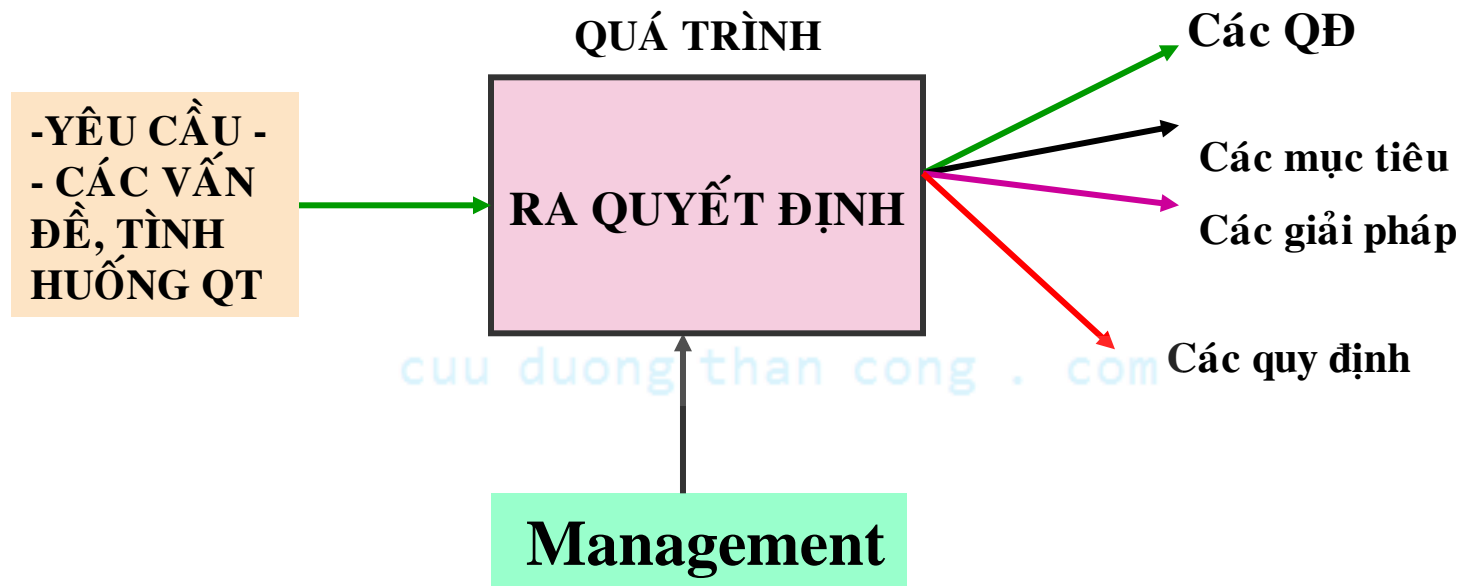 QUÁ TRÌNH
Các QĐ
-YÊU CẦU -
- CÁC VẤN
ĐỀ, TÌNH
HUỐNG QT
RA QUYẾT ĐỊNH
Các mục tiêu
Các giải pháp
Các quy định
cuu duong than cong . com
Management